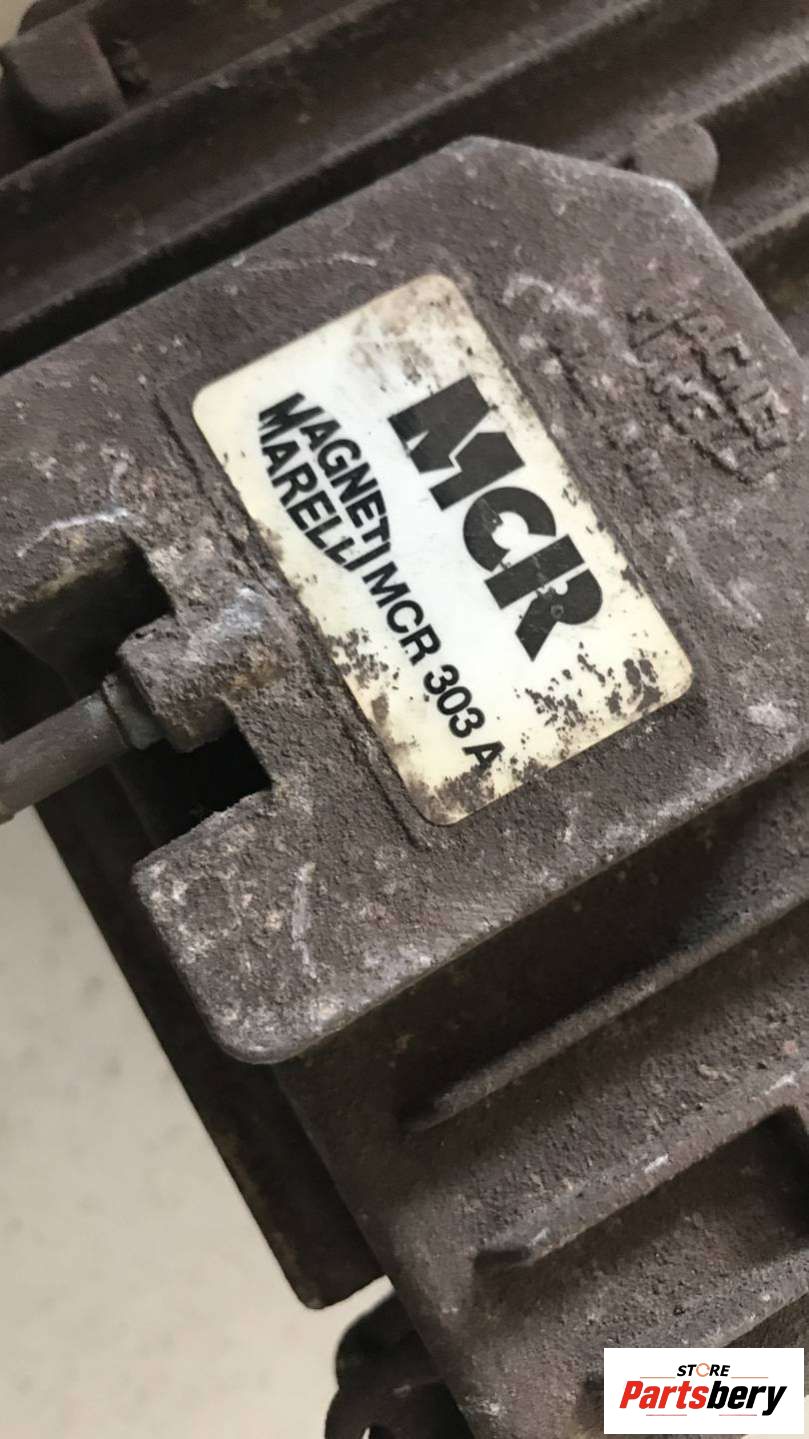 MCR
MAGNETI
MARELLI MCR 303 A
STORE
Partsbery